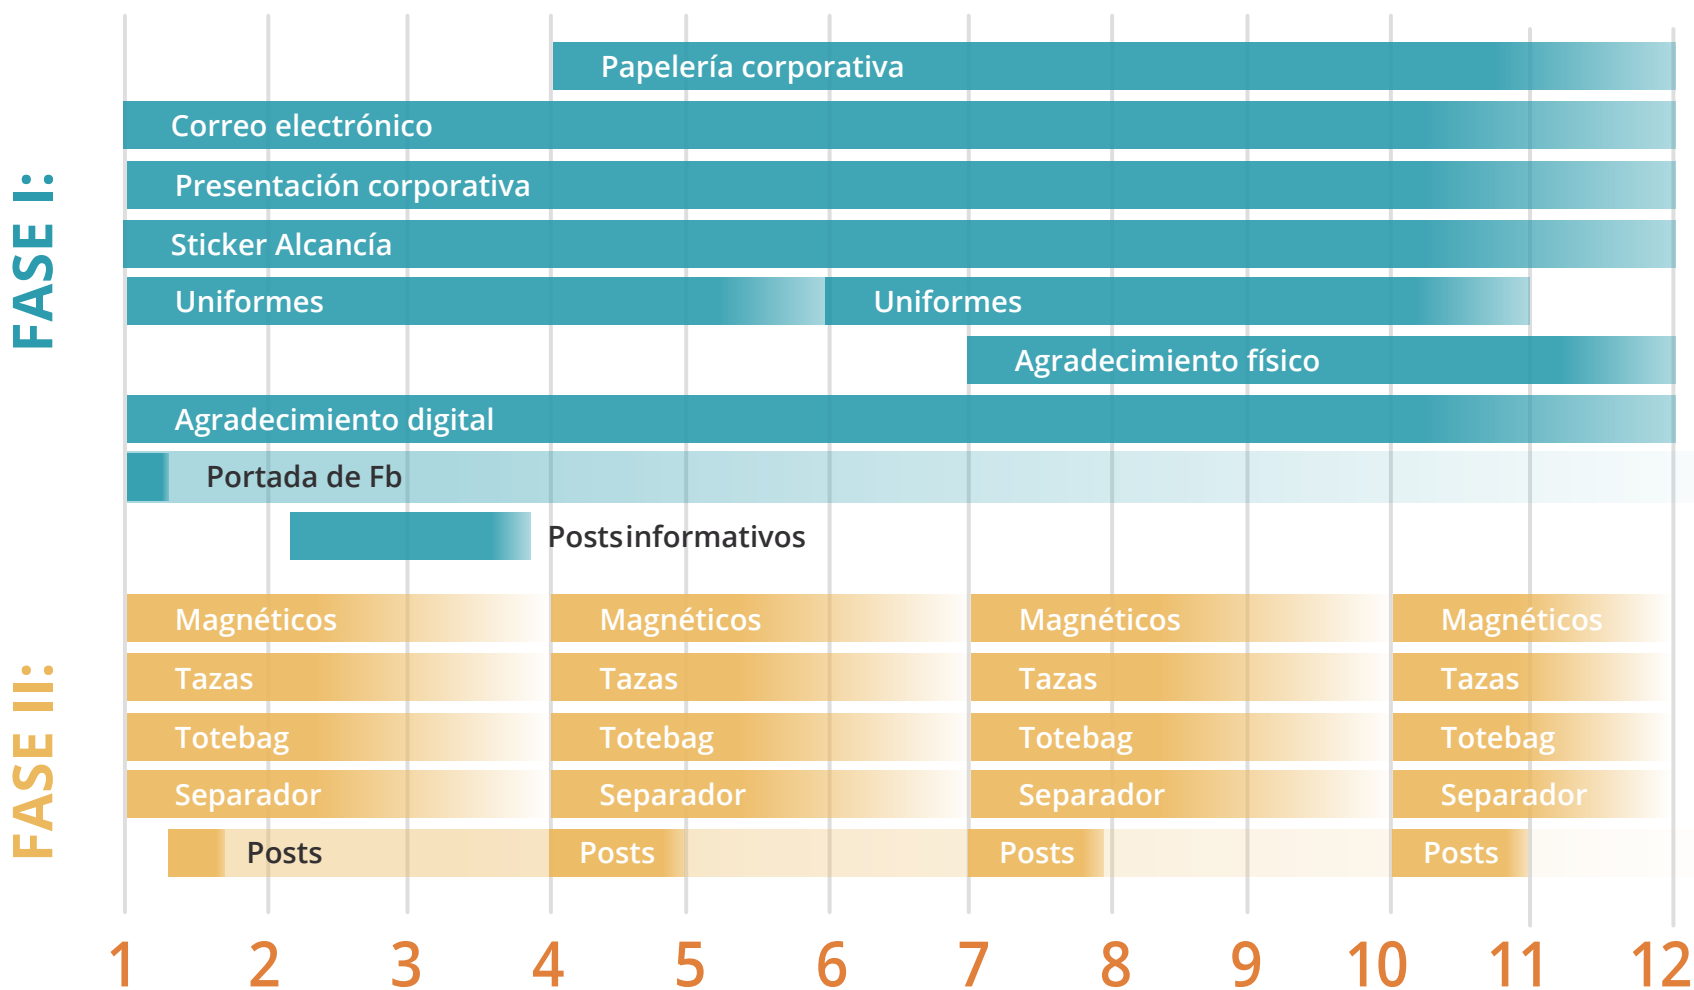 FASE I:
Papelería corporativa
Correo electrónico
Presentación corporativa
Sticker Alcancía
Uniformes Uniformes
Agradecimiento físico
Agradecimiento digital
Portada de Fb
Posts informativos
FASE II:
Magnéticos Magnéticos Magnéticos Magnéticos
Tazas Tazas Tazas Tazas
Totebag Totebag Totebag Totebag
Separador Separador Separador Separador
Posts Posts Posts Posts
1 2 3 4 5 6 7 8 9 10 11 12